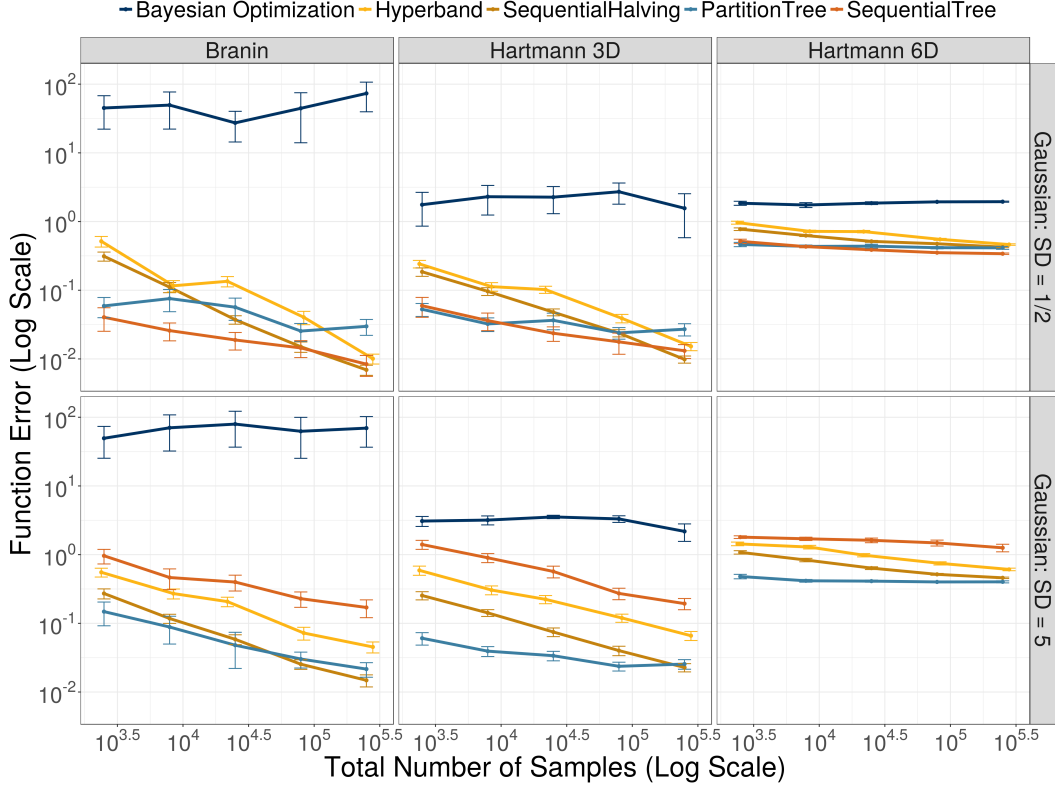 Bayesian Optimization Hyperband SequentialHalving PartitionTree SequentialTree
Branin Hartmann 3D Hartmann 6D
10^2
10^1
10^0
10^-1
10^-2
Gaussian: SD = 1/2
10^2
10^1
10^0
10^-1
10^-2
Gaussian: SD = 5
Function Error (Log Scale)
10^3.5 10^4 10^4.5 10^5 10^5.5 10^3.5 10^4 10^4.5 10^5 10^5.5 10^3.5 10^4 10^4.5 10^5 10^5.5
Total Number of Samples (Log Scale)